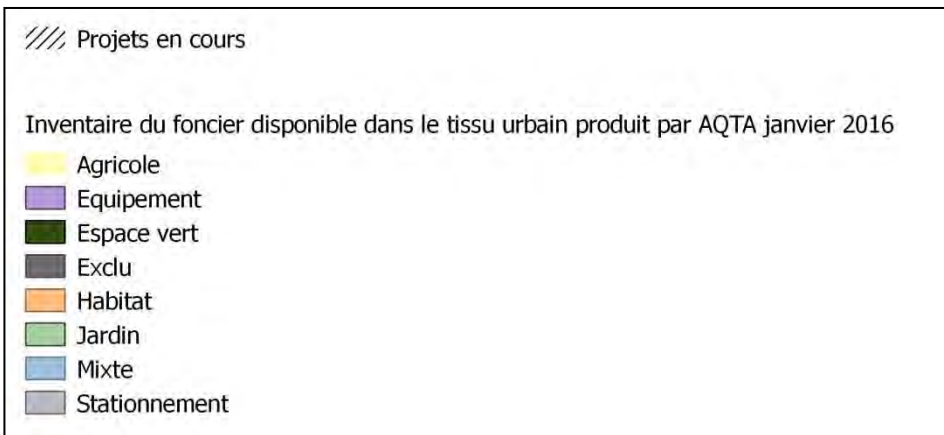 Projets en cours
Inventaire du foncier disponible dans le tissu urbain produit par AQTA janvier 2016
Agricole
Equipement
Espace vert
Exclu
Habitat
Jardin
Mixte
Stationnement